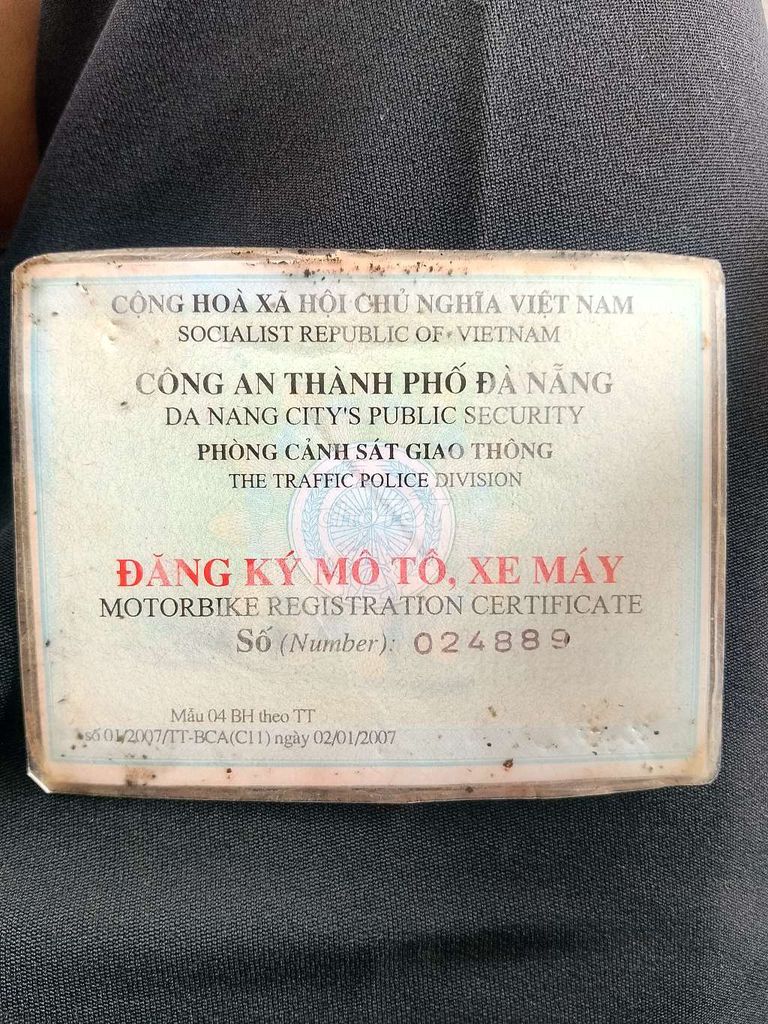 CỘNG HOÀ XÃ HỘI CHỦ NGHĨA VIỆT NAM
SOCIALIST REPUBLIC OF VIETNAM
CÔNG AN THÀNH PHỐ ĐÀ NẴNG
DA NANG CITY'S PUBLIC SECURITY
PHÒNG CẢNH SÁT GIAO THÔNG
THE TRAFFIC POLICE DIVISION
ĐĂNG KÝ MÔ TÔ, XE MÁY
MOTORBIKE REGISTRATION CERTIFICATE
Số (Number): 024889
Mẫu 04 BH theo TT
số 01/2007/TT-BCA(C11) ngày 02/01/2007